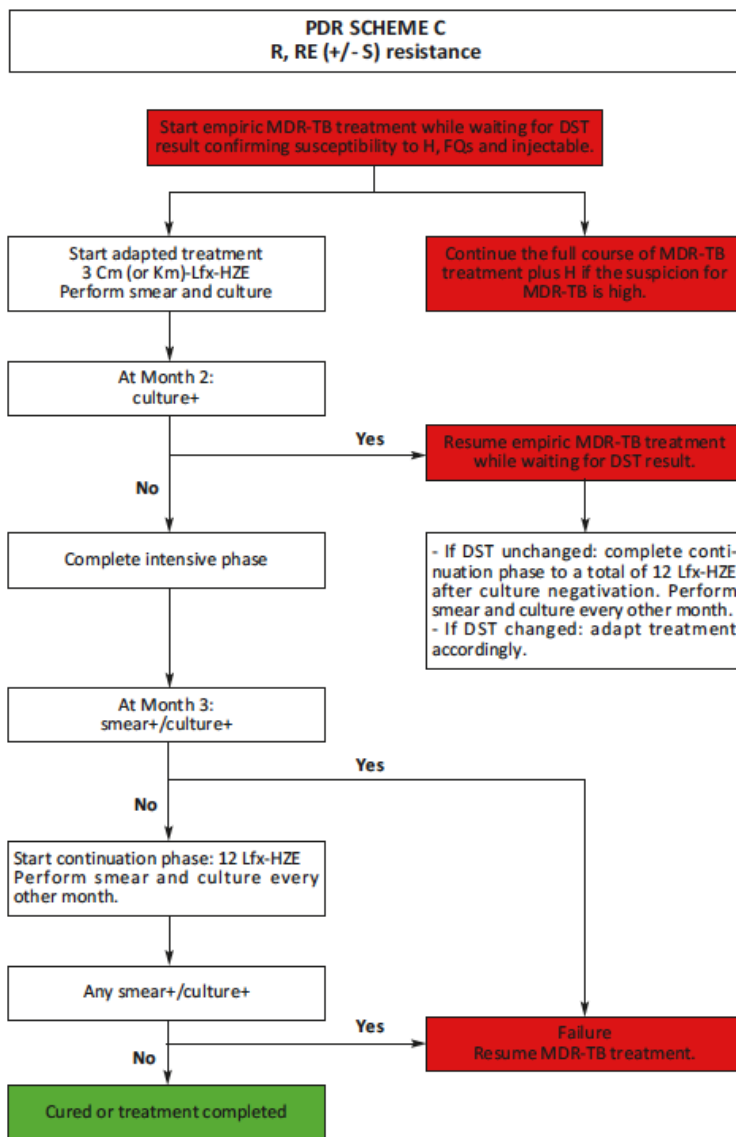 PDR SCHEME C
R, RE (+/- S) resistance
Start empiric MDR-TB treatment while waiting for DST
result confirming susceptibility to H, FQs and injectable.
Start adapted treatment
3 Cm (or Km)-Lfx-HZE
Perform smear and culture
Continue the full course of MDR-TB
treatment plus H if the suspicion for
MDR-TB is high.
At Month 2:
culture+
Yes
Resume empiric MDR-TB treatment
while waiting for DST result.
No
Complete intensive phase
- If DST unchanged: complete conti-
nuation phase to a total of 12 Lfx-HZE
after culture negativation. Perform
smear and culture every other month.
- If DST changed: adapt treatment
accordingly.
At Month 3:
smear+/culture+
Yes
No
Start continuation phase: 12 Lfx-HZE
Perform smear and culture every
other month.
Any smear+/culture+
Yes
Failure
Resume MDR-TB treatment.
No
Cured or treatment completed